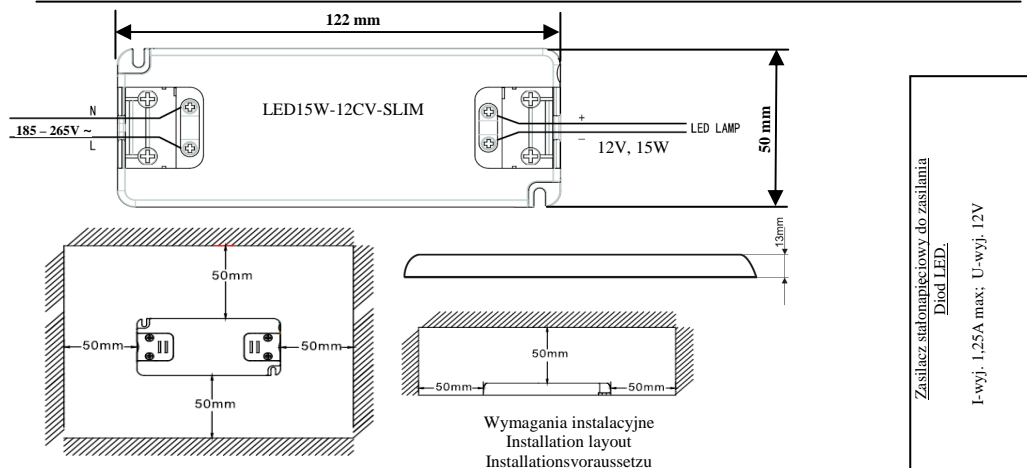 122 mm
LED15W-12CV-SLIM
N
185 – 265V ~
L
+
LED LAMP
–
12V, 15W
50 mm
50mm
50mm
50mm
50mm
13mm
50mm
50mm
50mm
Wymagania instalacyjne
Installation layout
Installationsvoraussetzu
Zasilacz stałonapięciowy do zasilania
Diod LED.
I-wyj. 1,25A max; U-wyj. 12V